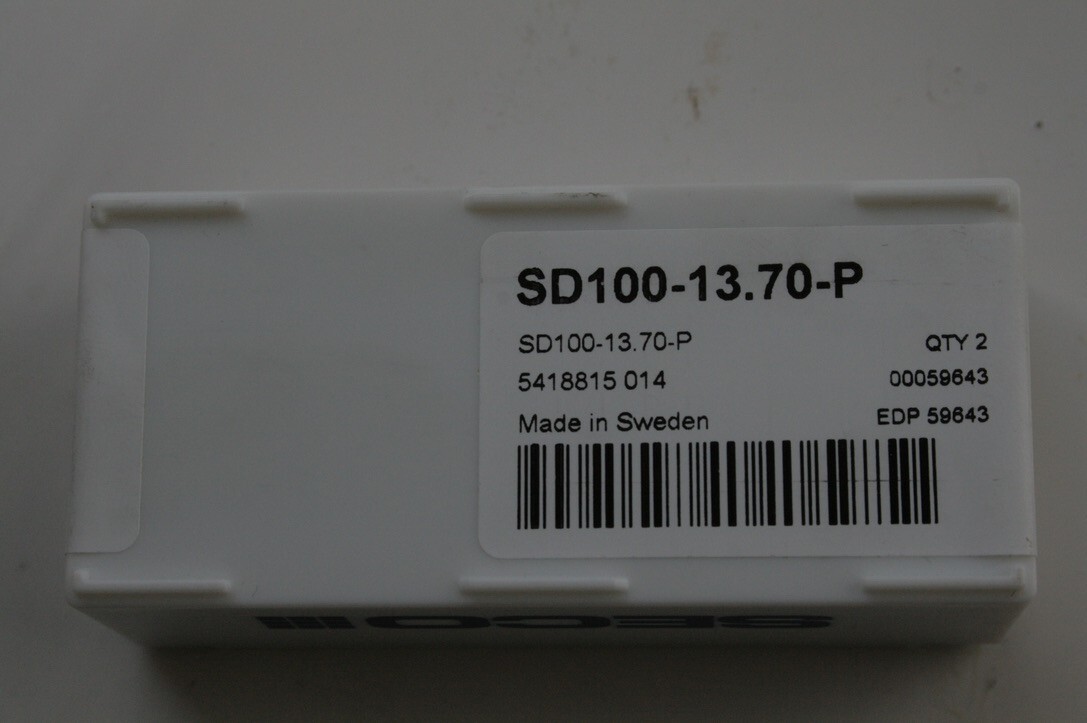 SD100-13.70-P
SD100-13.70-P QTY 2
5418815 014 00059643
Made in Sweden EDP 59643
SECO